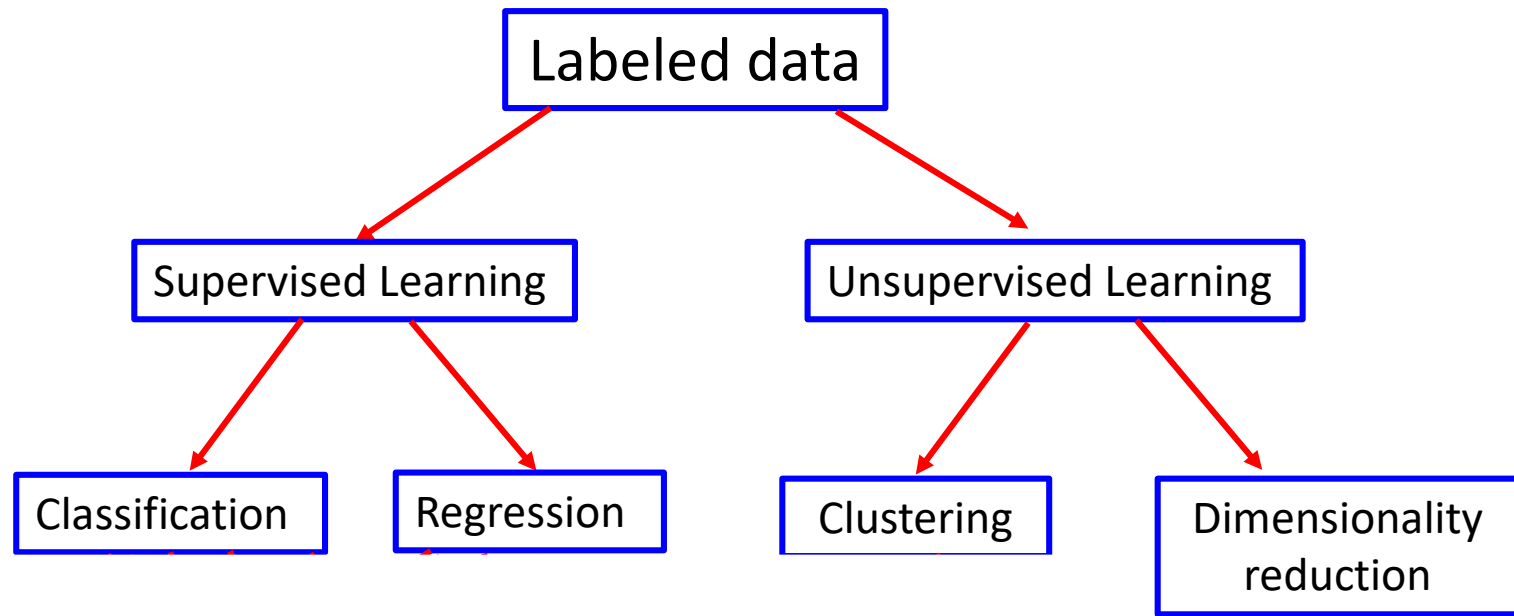 Labeled data
Supervised Learning
Unsupervised Learning
Classification
Regression
Clustering
Dimensionality
reduction